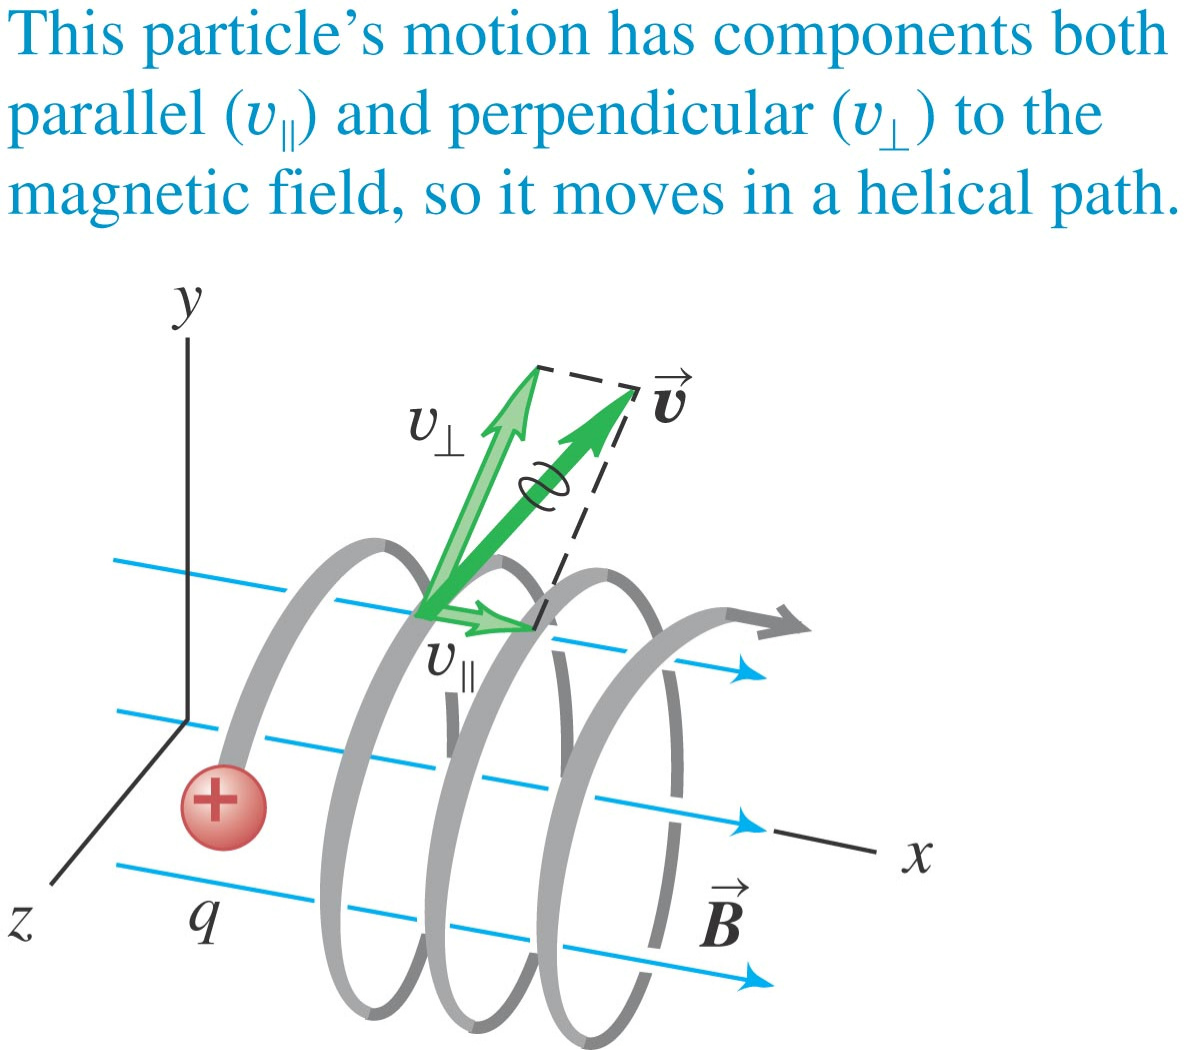 This particle's motion has components both
parallel (v∥) and perpendicular (v⊥) to the
magnetic field, so it moves in a helical path.
y
v⃗
v⊥
v∥
+
x
B⃗
q
z